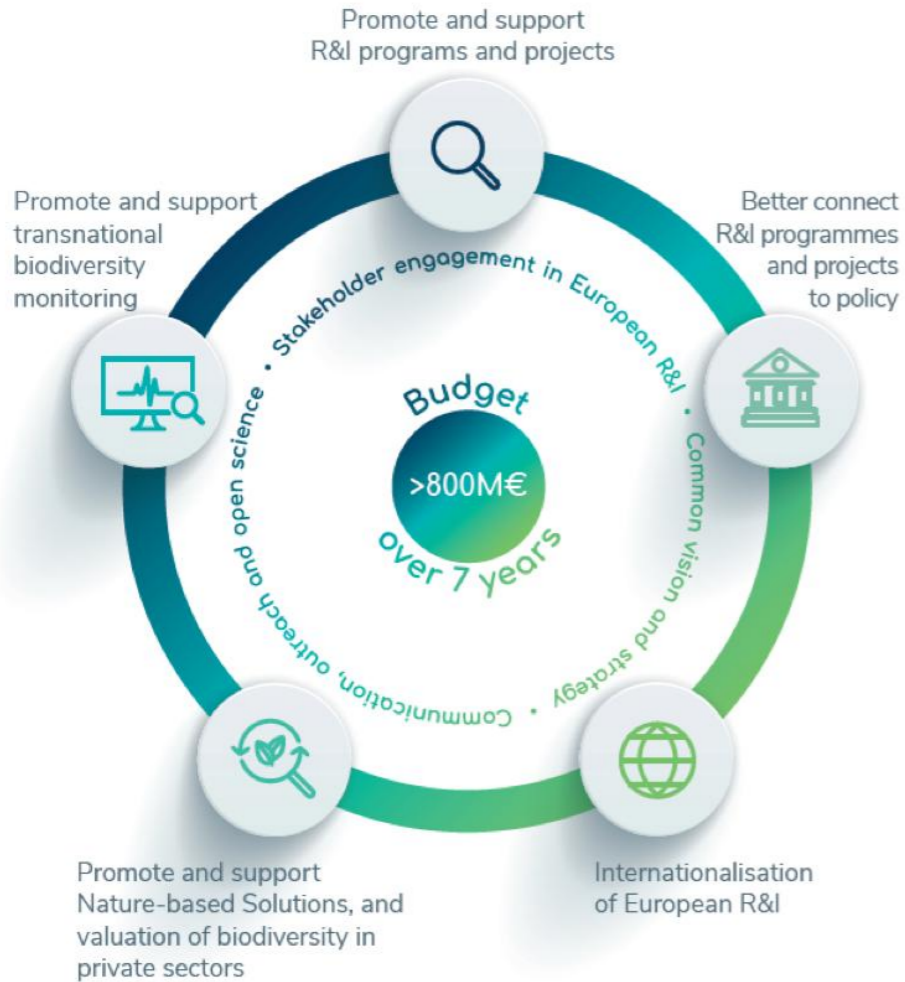 Promote and support
R&I programs and projects
Better connect
R&I programmes
and projects
to policy
Internationalisation
of European R&I
Promote and support
Nature-based Solutions, and
valuation of biodiversity in
private sectors
Promote and support
transnational
biodiversity
monitoring
• Stakeholder engagement in European R&I • Common vision and strategy • Communication, outreach and open science
Budget
>800M€
over 7 years